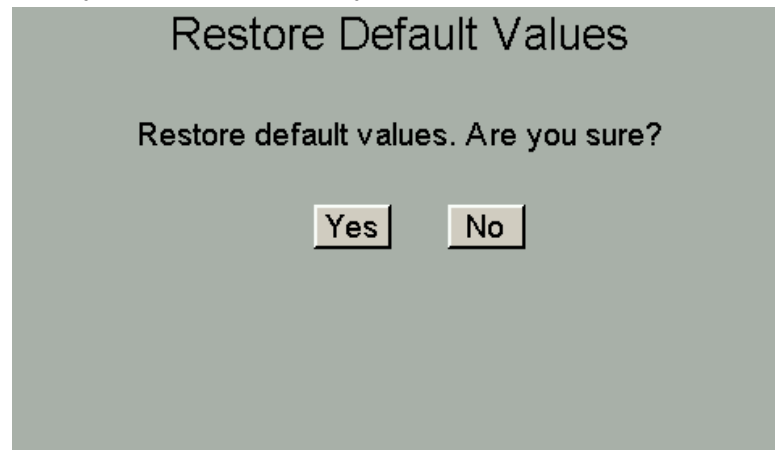 Restore Default Values
Restore default values. Are you sure?
Yes No